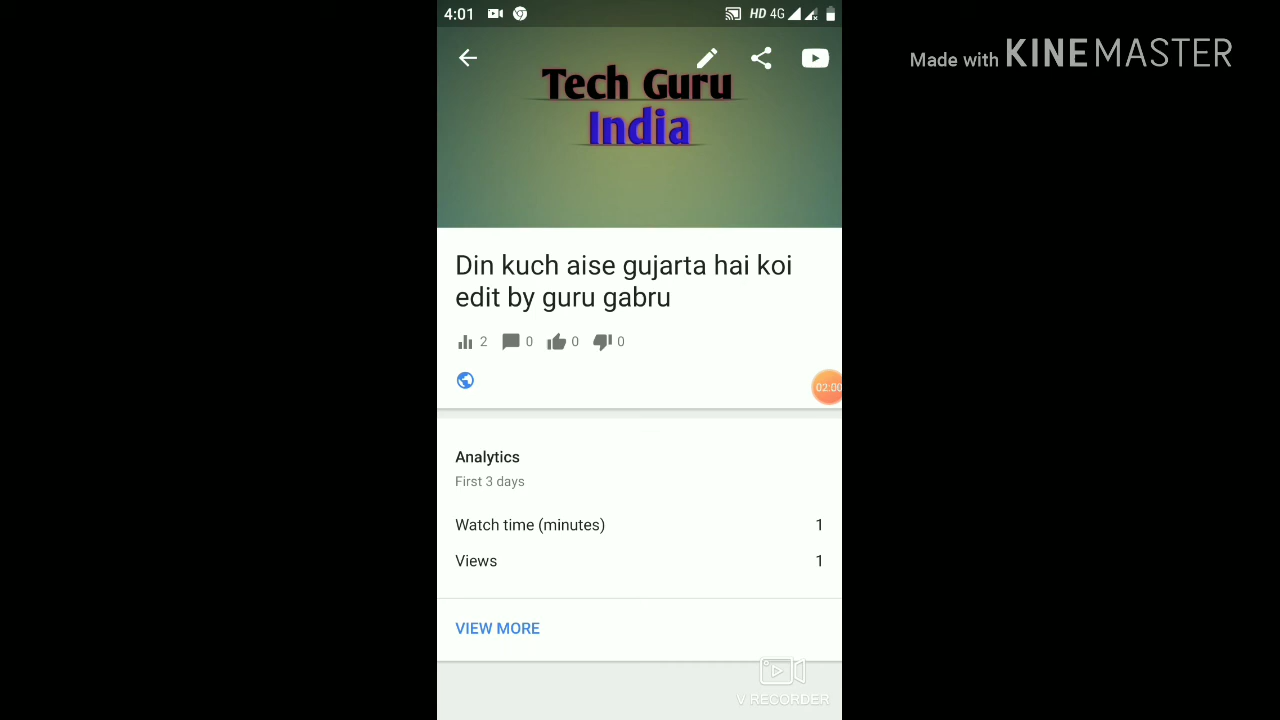 4:01
HD 4G
Made with KINEMASTER
Tech Guru
India
Din kuch aise gujarta hai koi
edit by guru gabru
2 0 0 0
02:00
Analytics
First 3 days
Watch time (minutes) 1
Views 1
VIEW MORE
V RECORDER